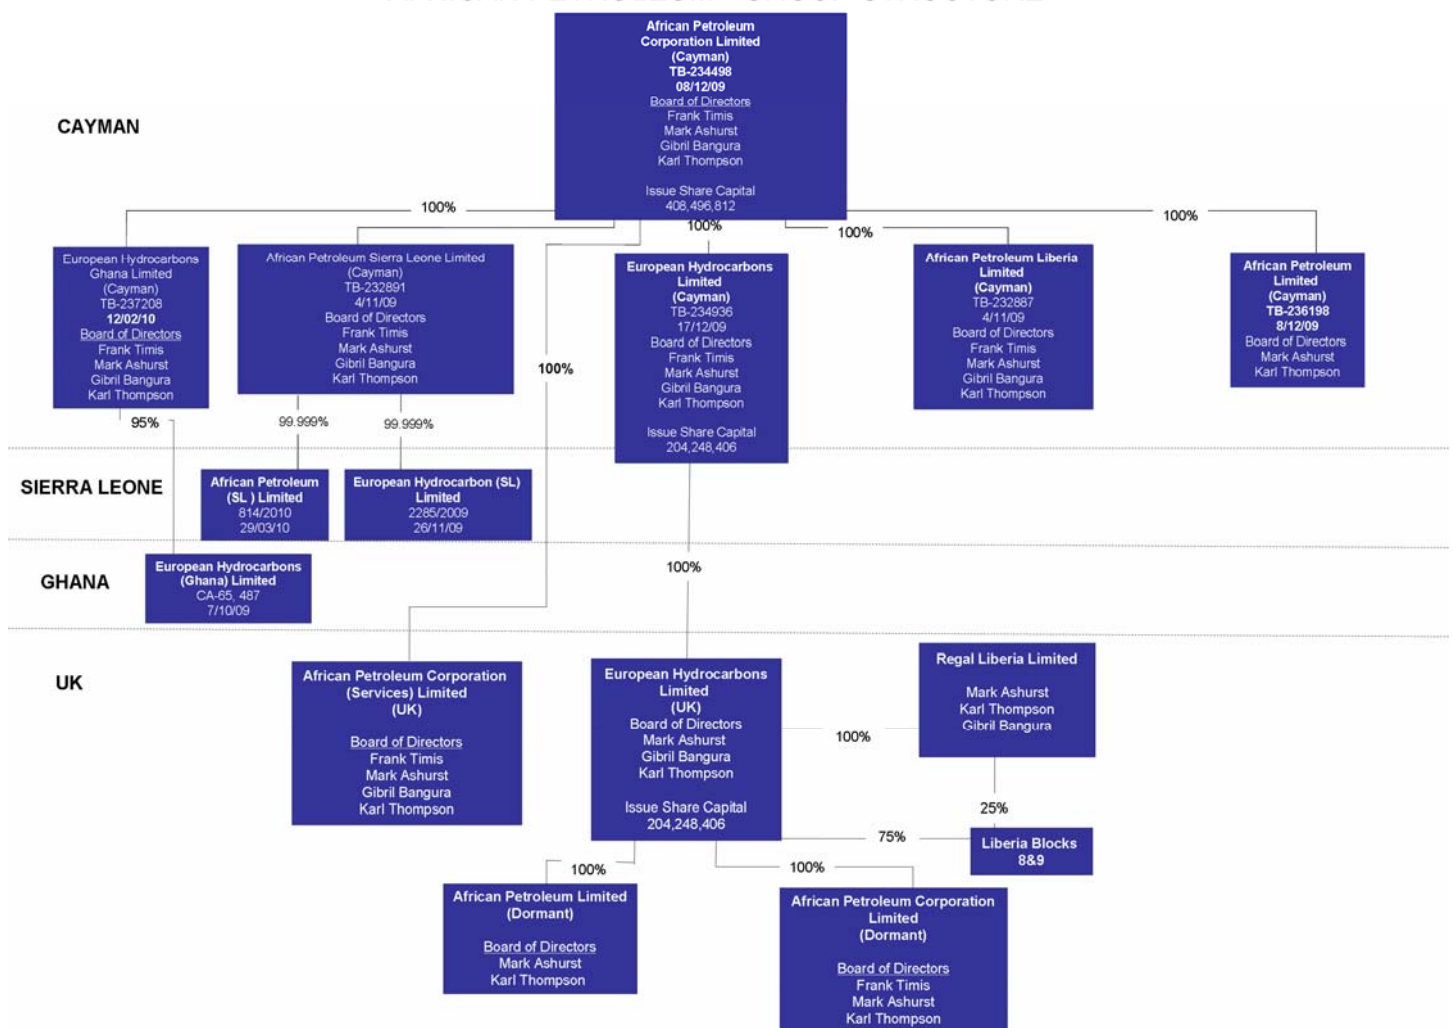 African Petroleum
Corporation Limited
(Cayman)
TB-234498
08/12/09
Board of Directors
Frank Timis
Mark Ashurst
Gibril Bangura
Karl Thompson
Issue Share Capital
408,496,812
CAYMAN
100%
100%
100%
100%
European Hydrocarbons
Ghana Limited
(Cayman)
TB-237208
12/02/10
Board of Directors
Frank Timis
Mark Ashurst
Gibril Bangura
Karl Thompson
African Petroleum Sierra Leone Limited
(Cayman)
TB-232891
4/11/09
Board of Directors
Frank Timis
Mark Ashurst
Gibril Bangura
Karl Thompson
100%
European Hydrocarbons
Limited
(Cayman)
TB-234936
17/12/09
Board of Directors
Frank Timis
Mark Ashurst
Gibril Bangura
Karl Thompson
Issue Share Capital
204,248,406
African Petroleum Liberia
Limited
(Cayman)
TB-232887
4/11/09
Board of Directors
Frank Timis
Mark Ashurst
Gibril Bangura
Karl Thompson
African Petroleum
Limited
(Cayman)
TB-236198
8/12/09
Board of Directors
Mark Ashurst
Karl Thompson
95%
99.999%
99.999%
SIERRA LEONE
African Petroleum
(SL ) Limited
814/2010
29/03/10
European Hydrocarbon (SL)
Limited
2285/2009
26/11/09
GHANA
European Hydrocarbons
(Ghana) Limited
CA-65, 487
7/10/09
100%
UK
African Petroleum Corporation
(Services) Limited
(UK)
Board of Directors
Frank Timis
Mark Ashurst
Gibril Bangura
Karl Thompson
European Hydrocarbons
Limited
(UK)
Board of Directors
Mark Ashurst
Gibril Bangura
Karl Thompson
Issue Share Capital
204,248,406
Regal Liberia Limited
Mark Ashurst
Karl Thompson
Gibril Bangura
100%
25%
75%
Liberia Blocks
8&9
100%
100%
African Petroleum Limited
(Dormant)
Board of Directors
Mark Ashurst
Karl Thompson
African Petroleum Corporation
Limited
(Dormant)
Board of Directors
Frank Timis
Mark Ashurst
Karl Thompson